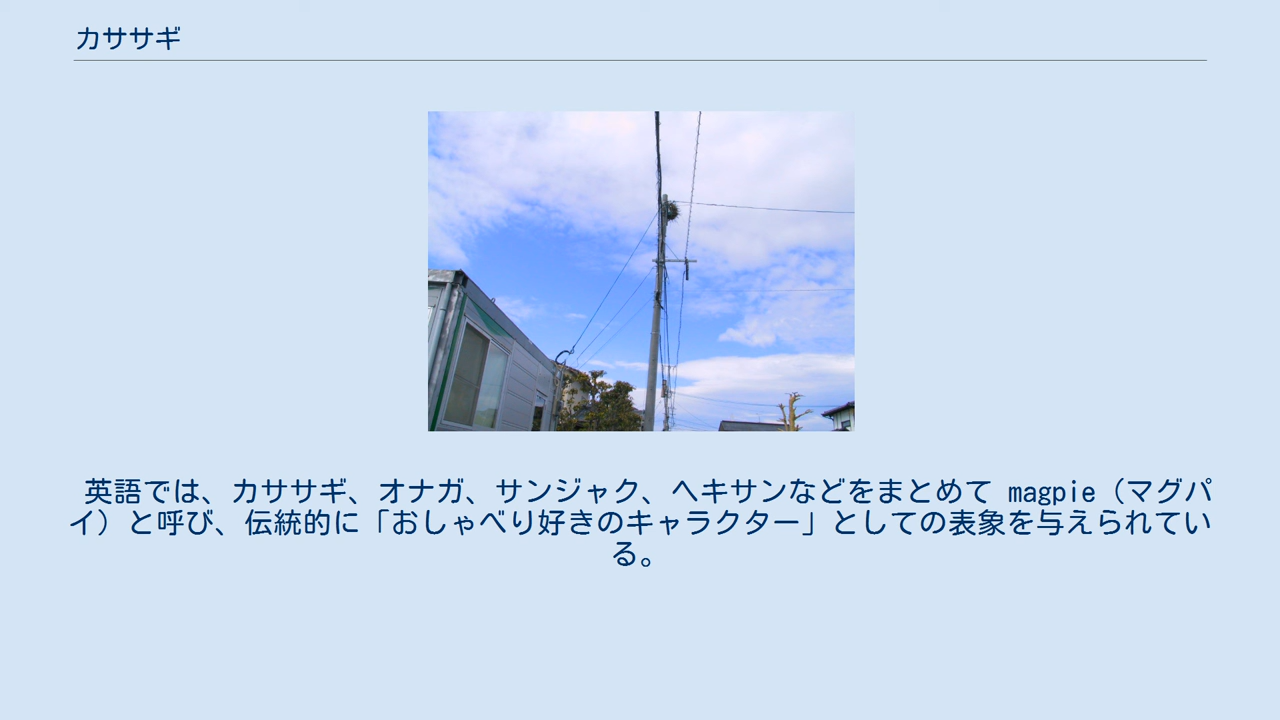 カササギ
英語では、カササギ、オナガ、サンジャク、ヘキサンなどをまとめて magpie（マグパ
イ）と呼び、伝統的に「おしゃべり好きのキャラクター」としての表象を与えられてい
る。